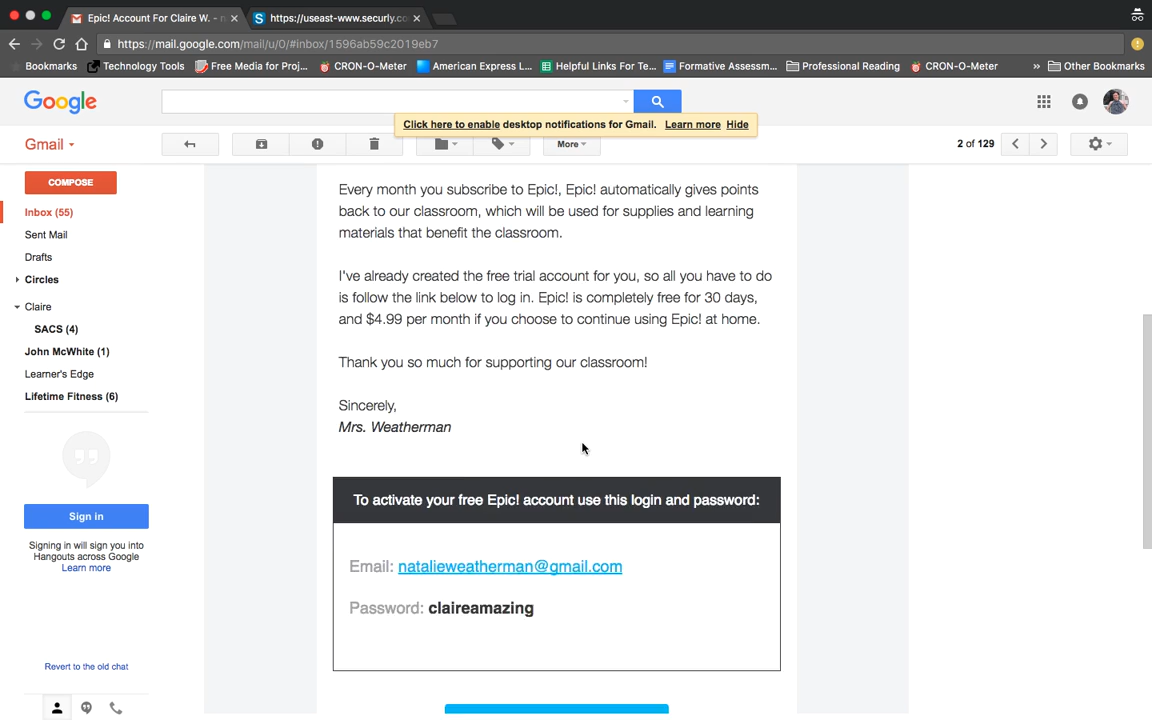 Epic! Account For Claire W. - n
https://useast-www.securly.co
https://mail.google.com/mail/u/0/#inbox/1596ab59c2019eb7
Bookmarks Technology Tools Free Media for Proj... CRON-O-Meter American Express L... Helpful Links For Te... Formative Assessm... Professional Reading CRON-O-Meter » Other Bookmarks
Google
Click here to enable desktop notifications for Gmail. Learn more Hide
Gmail
More
2 of 129
COMPOSE
Inbox (55)
Sent Mail
Drafts
Circles
Claire
SACS (4)
John McWhite (1)
Learner's Edge
Lifetime Fitness (6)
Sign in
Signing in will sign you into
Hangouts across Google
Learn more
Revert to the old chat
Every month you subscribe to Epic!, Epic! automatically gives points
back to our classroom, which will be used for supplies and learning
materials that benefit the classroom.
I've already created the free trial account for you, so all you have to do
is follow the link below to log in. Epic! is completely free for 30 days,
and $4.99 per month if you choose to continue using Epic! at home.
Thank you so much for supporting our classroom!
Sincerely,
Mrs. Weatherman
To activate your free Epic! account use this login and password:
Email: natalieweatherman@gmail.com
Password: claireamazing